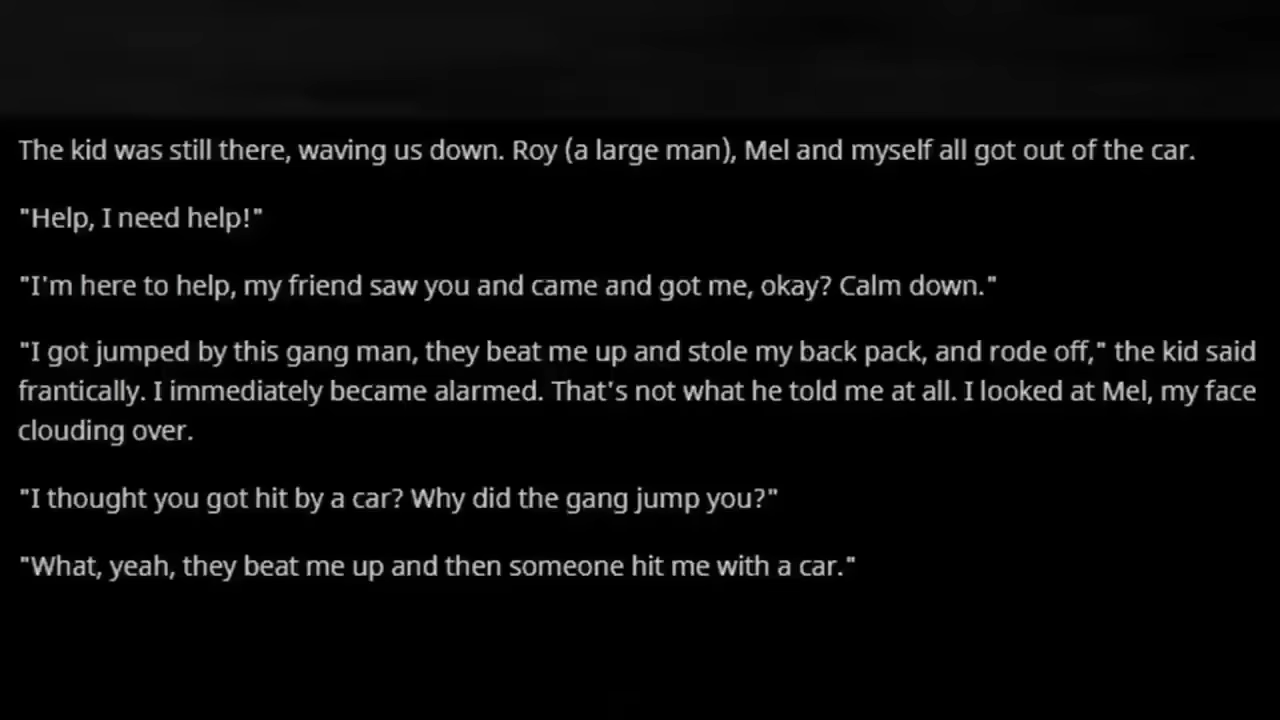 The kid was still there, waving us down. Roy (a large man), Mel and myself all got out of the car.
"Help, I need help!"
"I'm here to help, my friend saw you and came and got me, okay? Calm down."
"I got jumped by this gang man, they beat me up and stole my back pack, and rode off," the kid said
frantically. I immediately became alarmed. That's not what he told me at all. I looked at Mel, my face
clouding over.
"I thought you got hit by a car? Why did the gang jump you?"
"What, yeah, they beat me up and then someone hit me with a car."